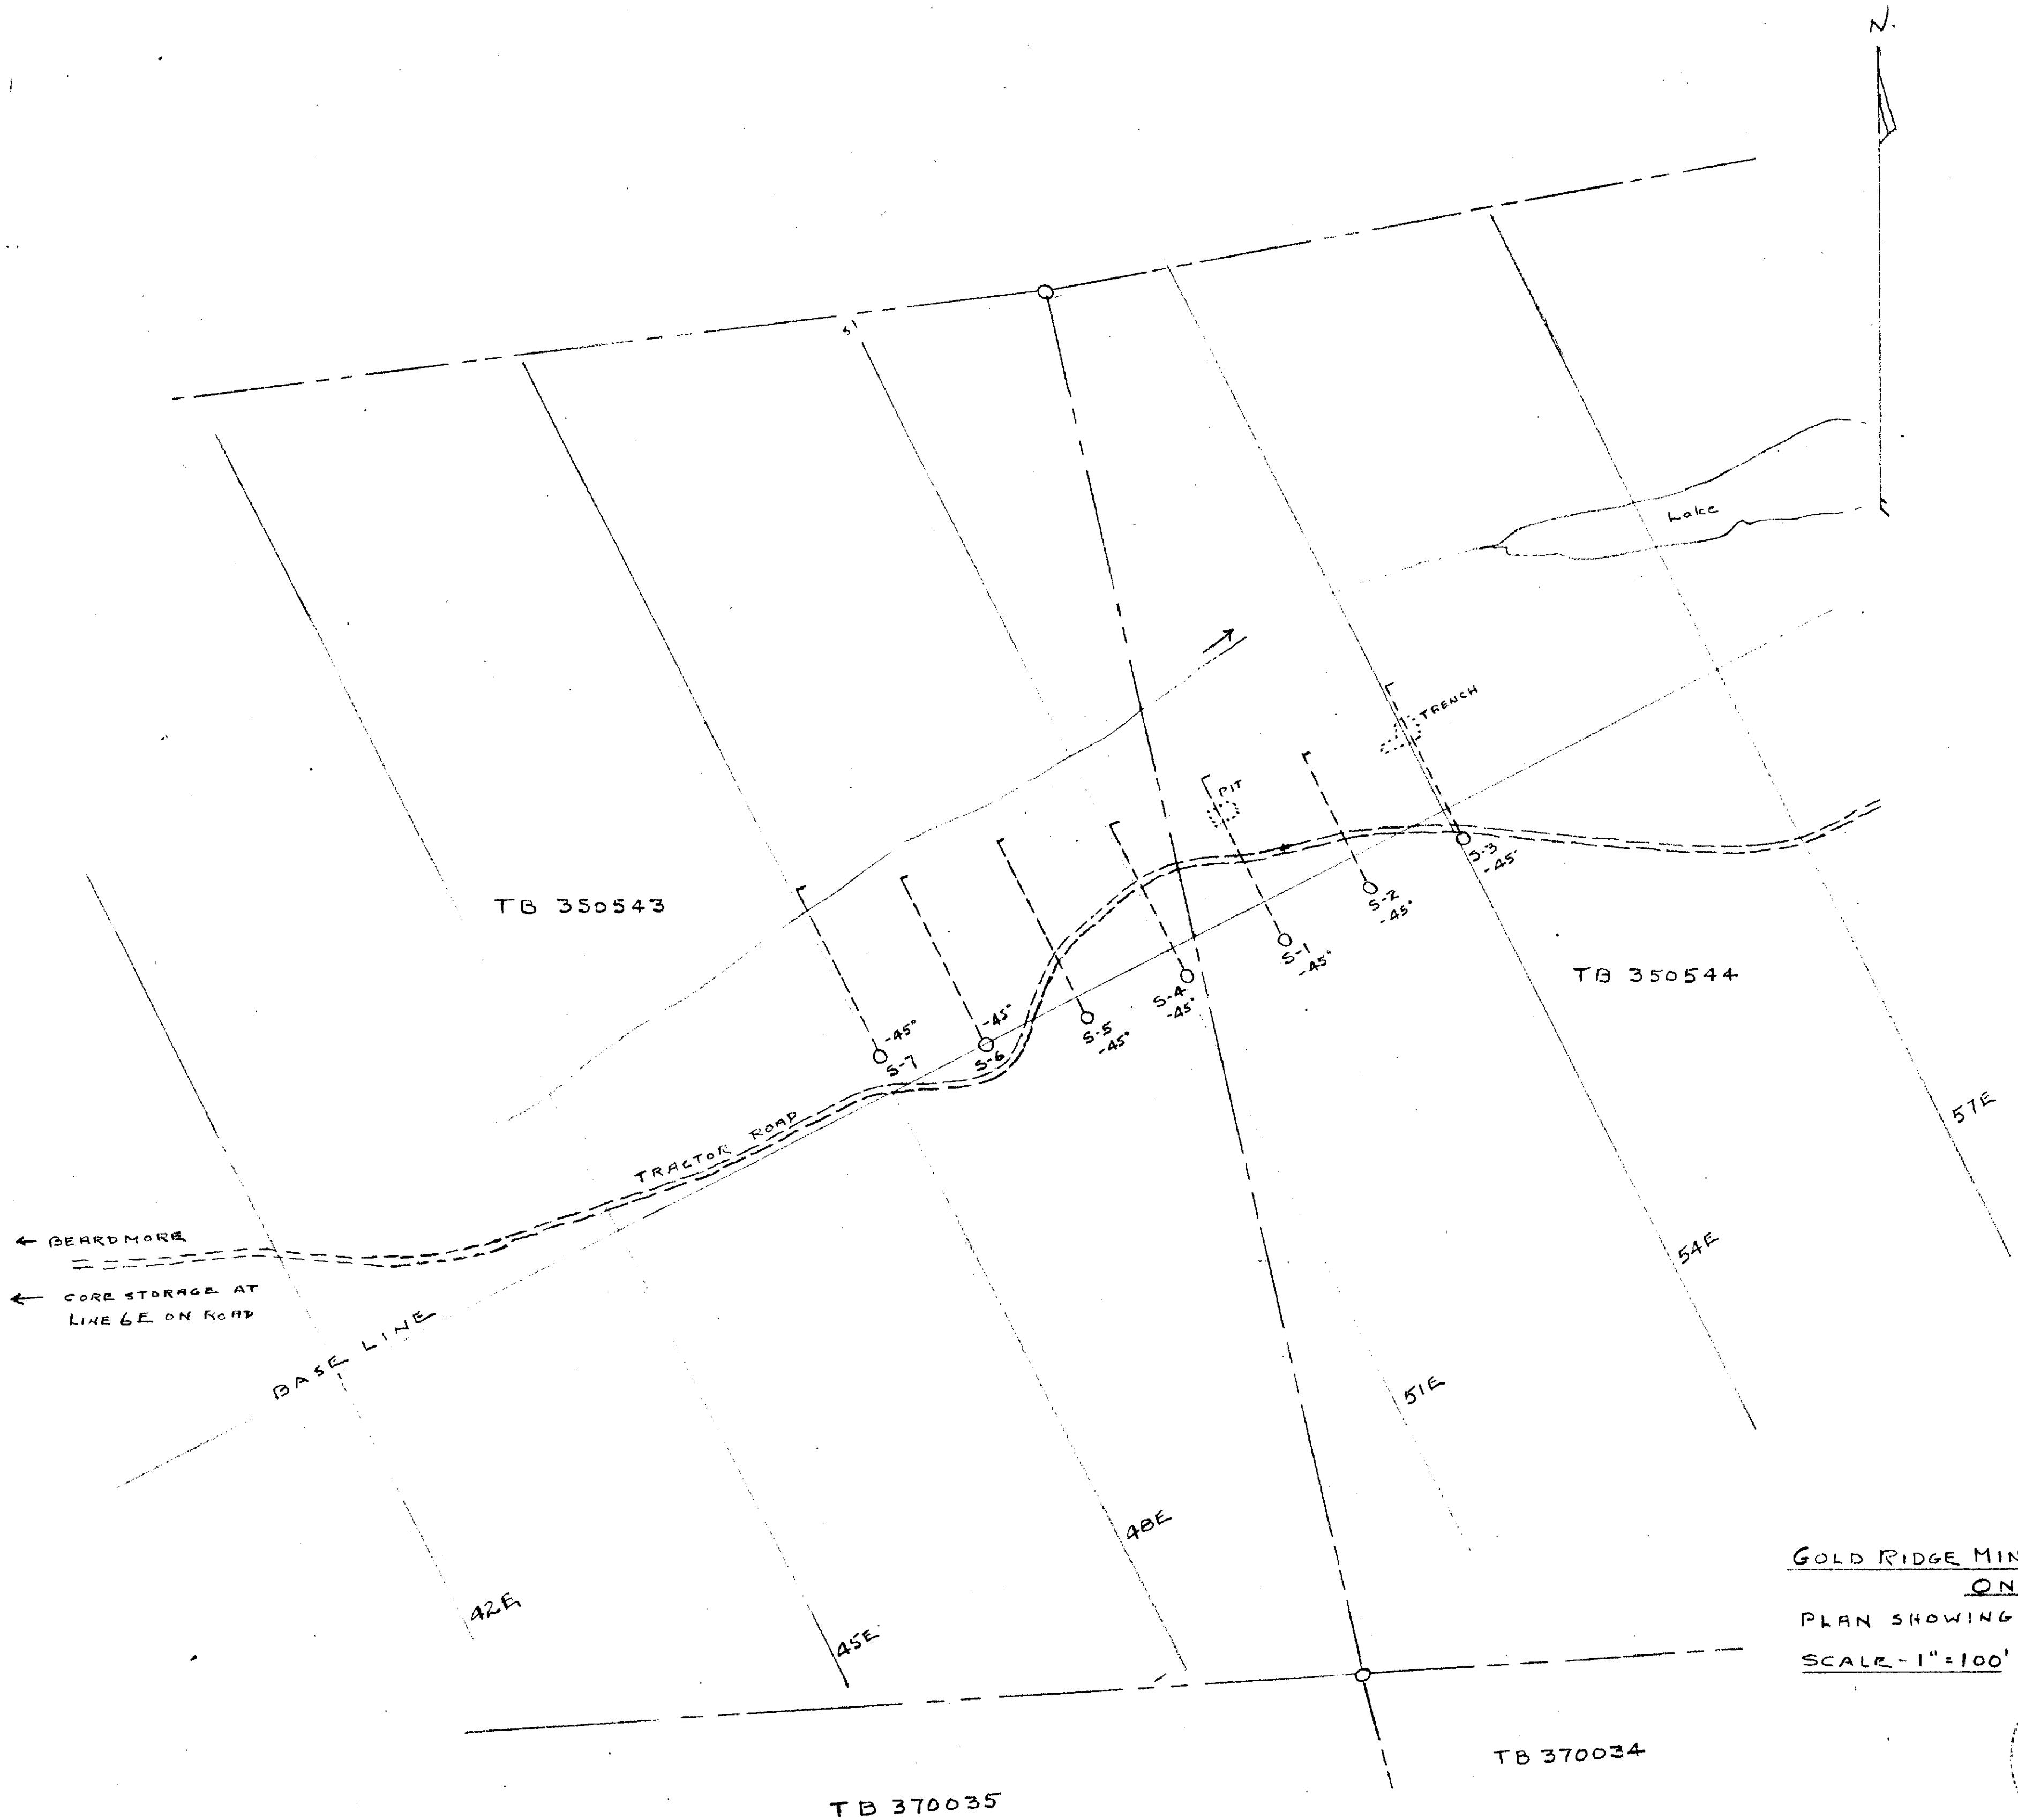 N.
51
Lake
TRENCH
PIT
TB 350543
S-3
-45°
S-2
-45°
S-1
-45°
TB 350544
S-4
-45°
S-5
-45°
-45°
S-6
-45°
S-7
57E
TRACTOR ROAD
← BEARDMORE
54E
← CORE STORAGE AT
LINE 6E ON ROAD
BASE LINE
51E
48E
42E
45E
GOLD RIDGE MIN
ON
PLAN SHOWING
SCALE - 1" = 100'
TB 370034
TB 370035